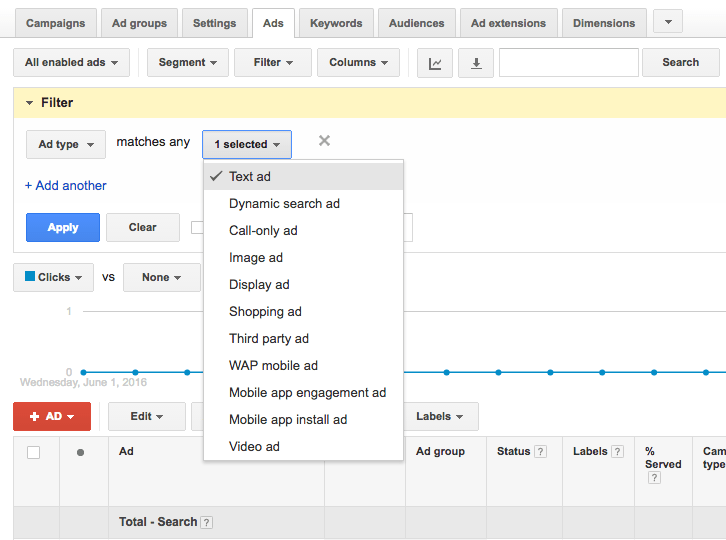 Campaigns Ad groups Settings Ads Keywords Audiences Ad extensions Dimensions
All enabled ads Segment Filter Columns Search
Filter
Ad type matches any 1 selected
+ Add another
Apply Clear
Text ad
Dynamic search ad
Call-only ad
Image ad
Display ad
Shopping ad
Third party ad
WAP mobile ad
Mobile app engagement ad
Mobile app install ad
Video ad
Clicks vs None
1
0
Wednesday, June 1, 2016
+ AD Edit Labels
Ad Ad group Status ? Labels ? % Served ? Cam
type
Total - Search ?